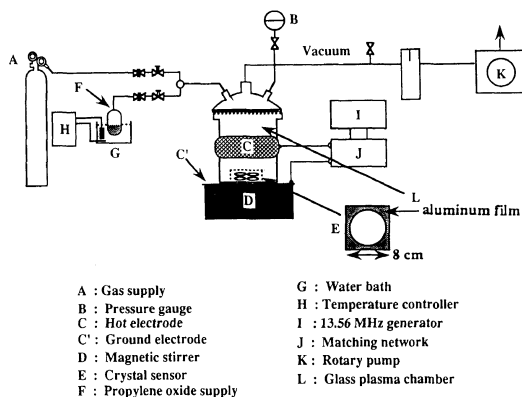 A
B
Vacuum
F
K
H
G
C'
C
I
J
D
L
E
aluminum film
8 cm
A : Gas supply
B : Pressure gauge
C : Hot electrode
C' : Ground electrode
D : Magnetic stirrer
E : Crystal sensor
F : Propylene oxide supply
G : Water bath
H : Temperature controller
I : 13.56 MHz generator
J : Matching network
K : Rotary pump
L : Glass plasma chamber